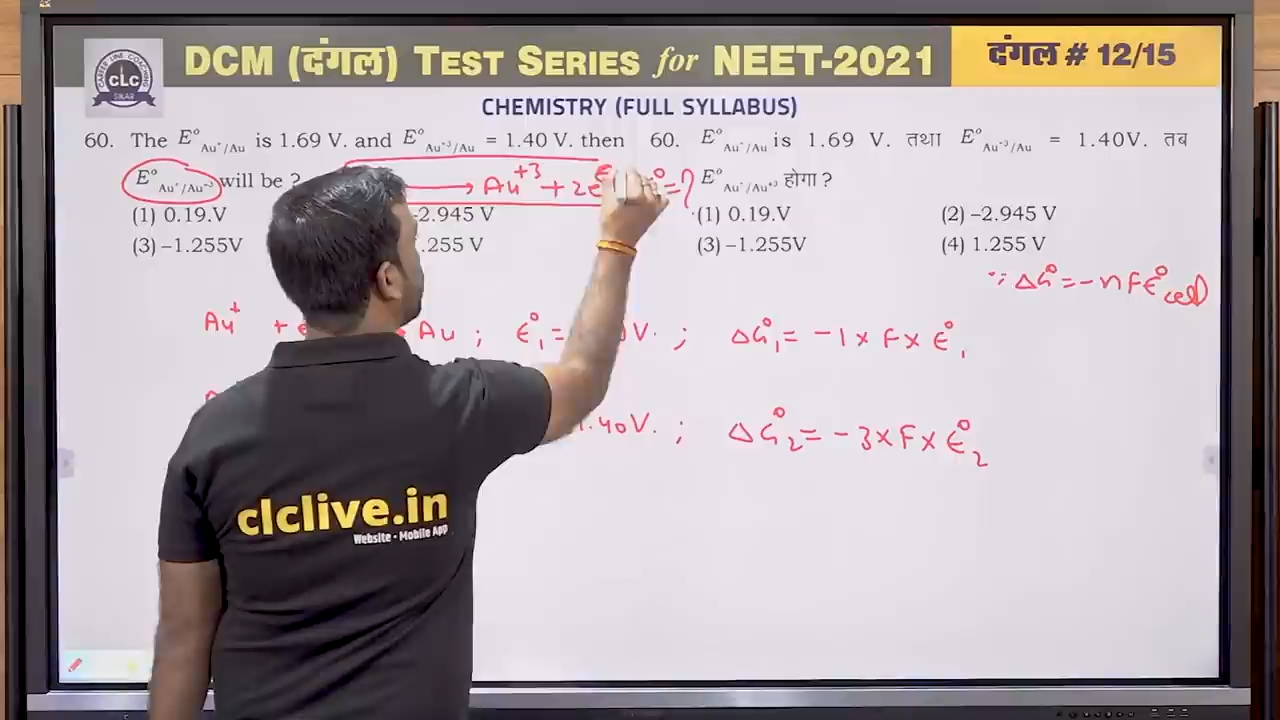 CAREER LINE COACHING
CLC
SIKAR
DCM (दंगल) TEST SERIES for NEET-2021
दंगल # 12/15
CHEMISTRY (FULL SYLLABUS)
60. The E° Au⁺/Au is 1.69 V. and E° Au⁺³/Au = 1.40 V. then
E° Au⁺/Au⁺³ will be ?
→ Au⁺³ + 2e = ?
(1) 0.19.V
2.945 V
(3) –1.255V
.255 V
60. E° Au⁺/Au is 1.69 V. तथा E° Au⁺³/Au = 1.40V. तब
E° Au⁺/Au⁺³ होगा ?
(1) 0.19.V (2) –2.945 V
(3) –1.255V (4) 1.255 V
∵ ΔG° = –nFE°cell
Au⁺ + e Au ; E°₁ = 0V. ; ΔG°₁ = –1 × F × E°₁
1.40V. ; ΔG°₂ = –3 × F × E°₂
clclive.in
Website • Mobile App